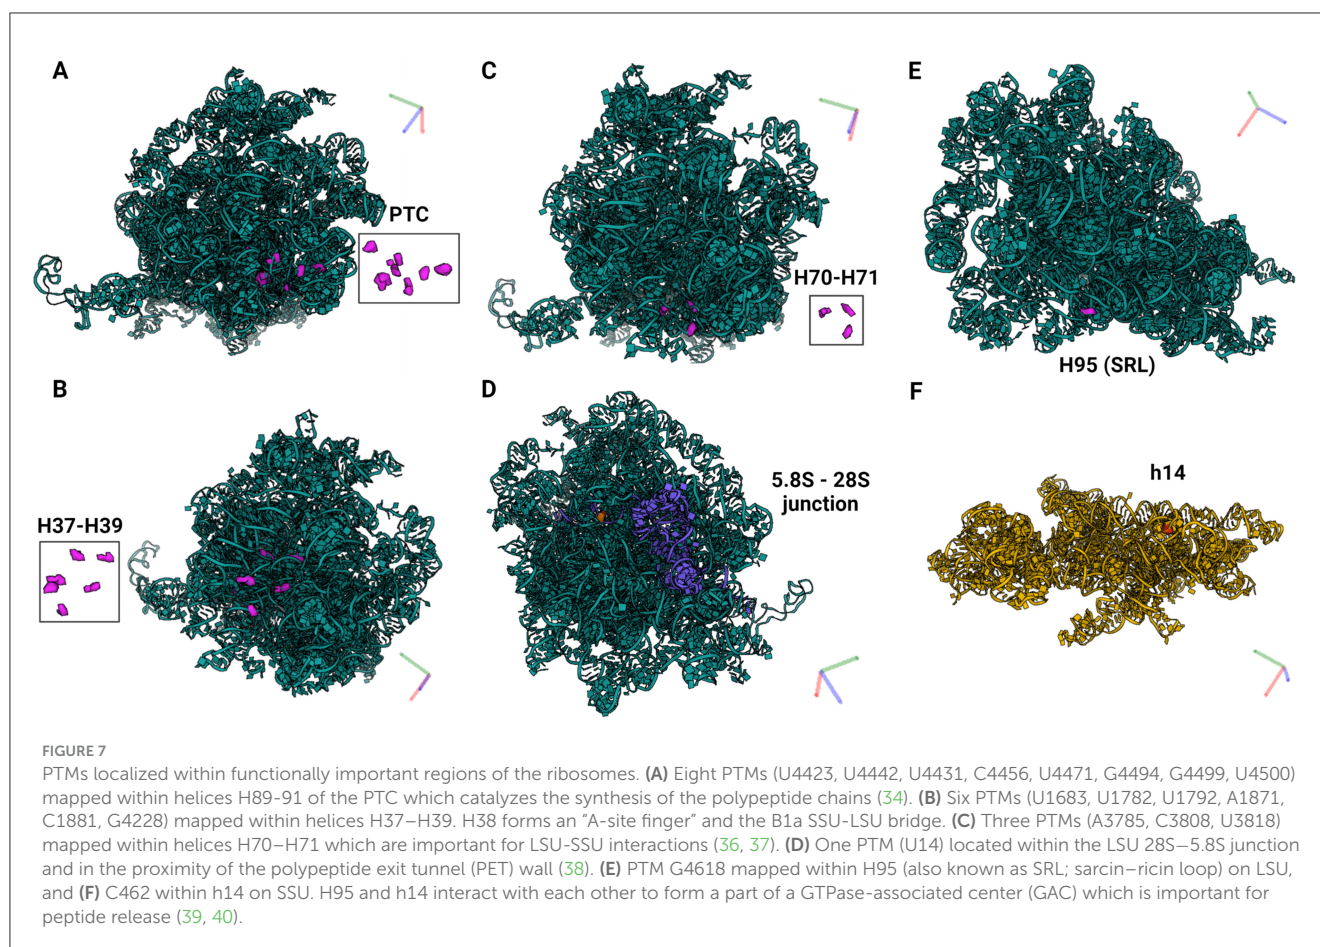 A
C
E
PTC
H70-H71
H95 (SRL)
B
D
F
H37-H39
5.8S - 28S
junction
h14
FIGURE 7
PTMs localized within functionally important regions of the ribosomes. (A) Eight PTMs (U4423, U4442, U4431, C4456, U4471, G4494, G4499, U4500)
mapped within helices H89-91 of the PTC which catalyzes the synthesis of the polypeptide chains (34). (B) Six PTMs (U1683, U1782, U1792, A1871,
C1881, G4228) mapped within helices H37–H39. H38 forms an “A-site finger” and the B1a SSU-LSU bridge. (C) Three PTMs (A3785, C3808, U3818)
mapped within helices H70–H71 which are important for LSU-SSU interactions (36, 37). (D) One PTM (U14) located within the LSU 28S–5.8S junction
and in the proximity of the polypeptide exit tunnel (PET) wall (38). (E) PTM G4618 mapped within H95 (also known as SRL; sarcin–ricin loop) on LSU,
and (F) C462 within h14 on SSU. H95 and h14 interact with each other to form a part of a GTPase-associated center (GAC) which is important for
peptide release (39, 40).